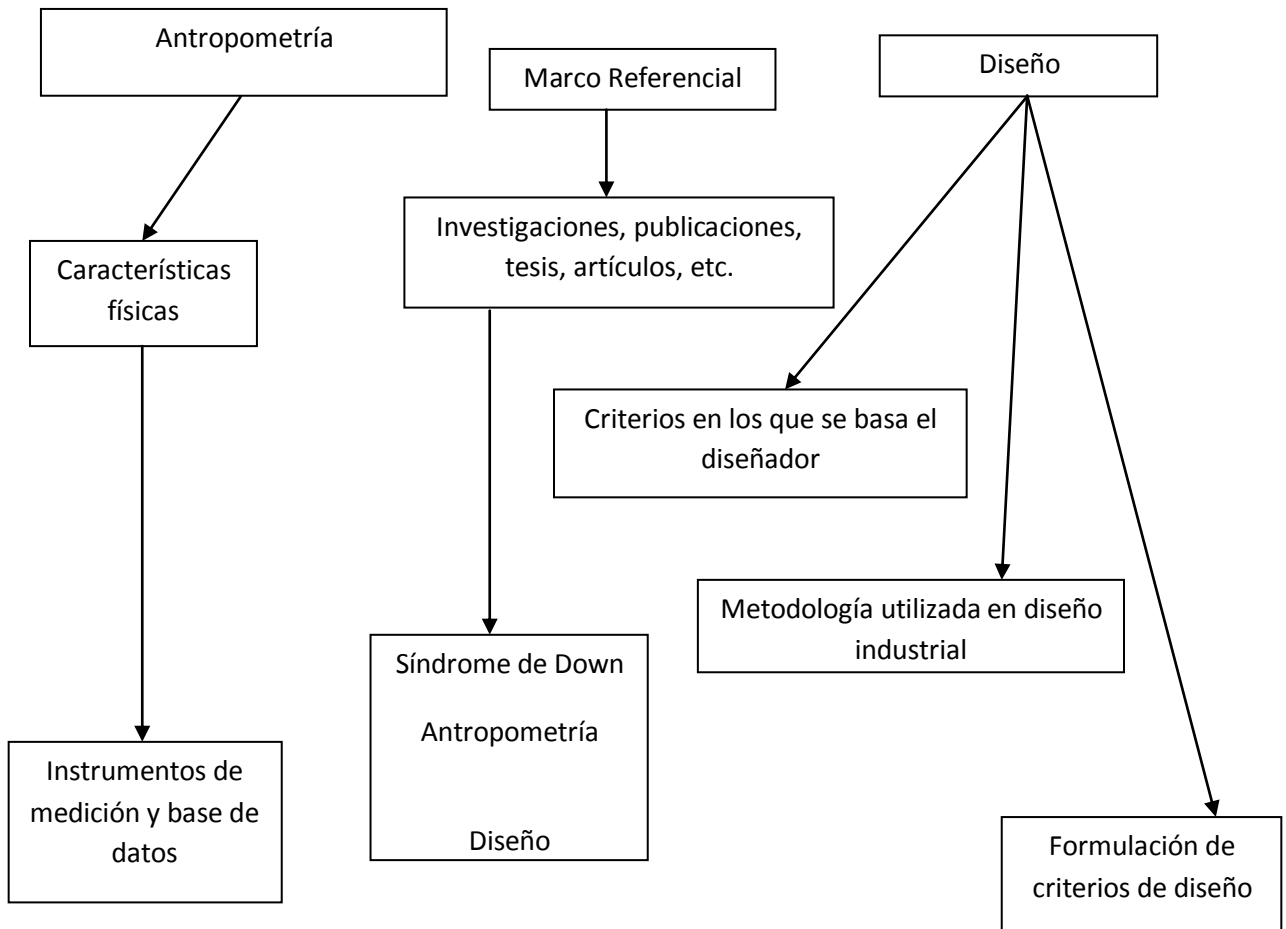 Antropometría
Marco Referencial
Diseño
Investigaciones, publicaciones,
tesis, artículos, etc.
Característísticas
físicas
Criterios en los que se basa el
diseñador
Metodología utilizada en diseño
industrial
Síndrome de Down
Antropometría
Diseño
Instrumentos de
medición y base de
datos
Formulación de
criterios de diseño